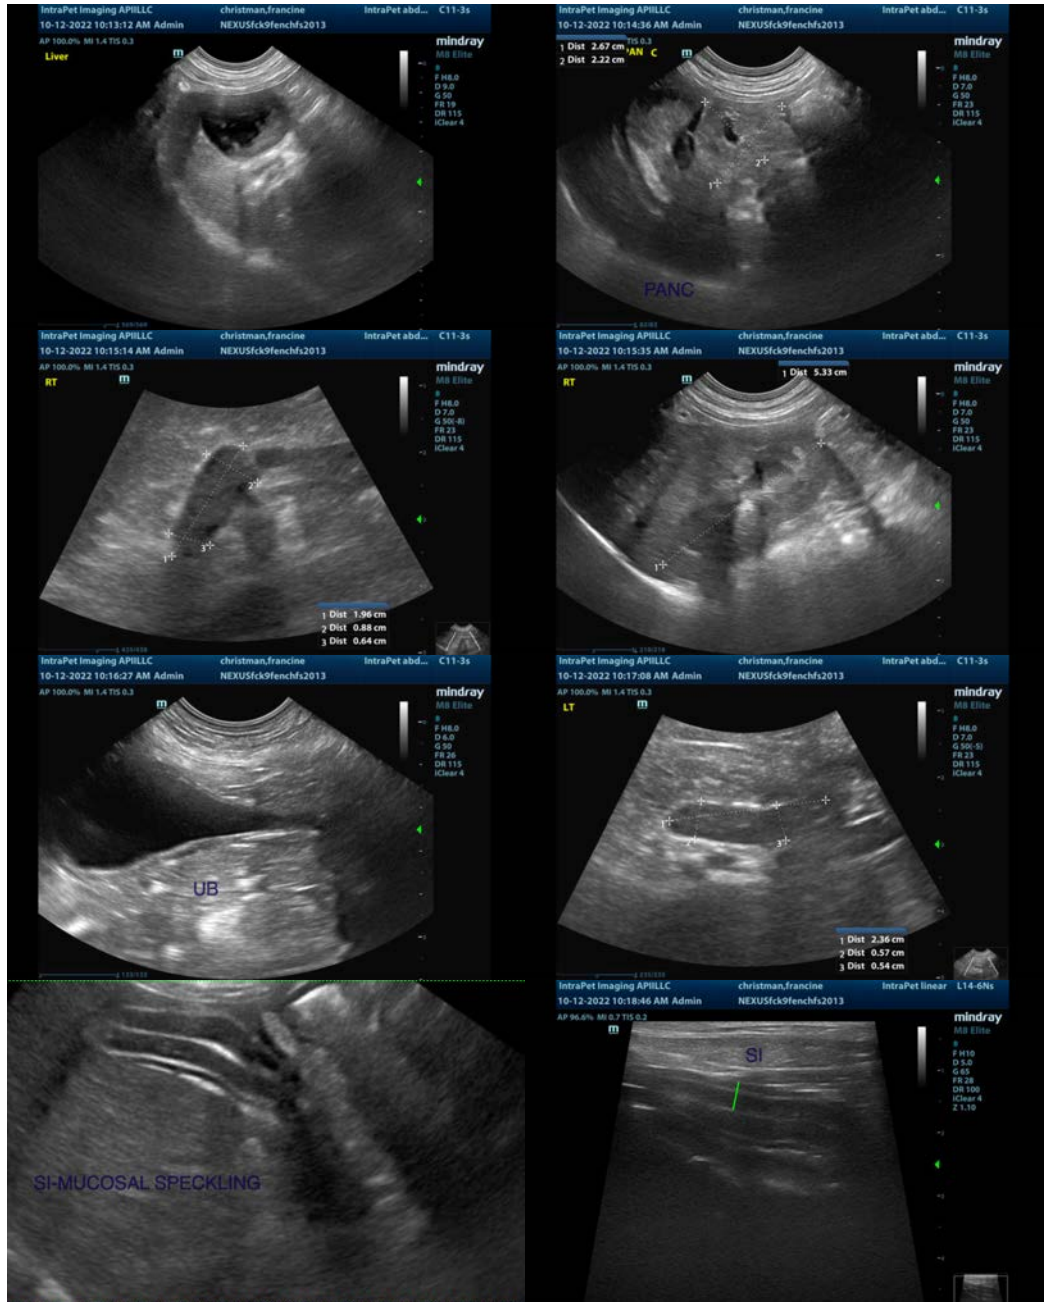 IntraPet Imaging APIILLC christman,francine IntraPet abd... C11-3s
10-12-2022 10:13:12 AM Admin NEXUSfck9fenchfs2013
AP 100.0% MI 1.4 TIS 0.3 mindray
M8 Elite
Liver
B
F H8.0
D 9.0
G 50
FR 19
DR 115
iClear 4
IntraPet Imaging APIILLC christman,francine IntraPet abd... C11-3s
10-12-2022 10:14:36 AM Admin NEXUSfck9fenchfs2013
TIS 0.3 mindray
1 Dist 2.67 cm
2 Dist 2.22 cm
PAN C
M8 Elite
B
F H8.0
D 7.0
G 50
FR 23
DR 115
iClear 4
2
1
PANC
IntraPet Imaging APIILLC christman,francine IntraPet abd... C11-3s
10-12-2022 10:15:14 AM Admin NEXUSfck9fenchfs2013
AP 100.0% MI 1.4 TIS 0.3 mindray
M8 Elite
RT
B
F H8.0
D 7.0
G 50(-8)
FR 23
DR 115
iClear 4
2
3
1
1 Dist 1.96 cm
2 Dist 0.88 cm
3 Dist 0.64 cm
IntraPet Imaging APIILLC christman,francine IntraPet abd... C11-3s
10-12-2022 10:15:35 AM Admin NEXUSfck9fenchfs2013
AP 100.0% MI 1.4 TIS 0.3 mindray
1 Dist 5.33 cm
M8 Elite
RT
B
F H8.0
D 7.0
G 50
FR 23
DR 115
iClear 4
1
IntraPet Imaging APIILLC christman,francine IntraPet abd... C11-3s
10-12-2022 10:16:27 AM Admin NEXUSfck9fenchfs2013
AP 100.0% MI 1.4 TIS 0.3 mindray
M8 Elite
B
F H8.0
D 6.0
G 50
FR 26
DR 115
iClear 4
UB
IntraPet Imaging APIILLC christman,francine IntraPet abd... C11-3s
10-12-2022 10:17:08 AM Admin NEXUSfck9fenchfs2013
AP 100.0% MI 1.4 TIS 0.3 mindray
M8 Elite
LT
B
F H8.0
D 7.0
G 50(-5)
FR 23
DR 115
iClear 4
1
2
3
1 Dist 2.36 cm
2 Dist 0.57 cm
3 Dist 0.54 cm
SI-MUCOSAL SPECKLING
IntraPet Imaging APIILLC christman,francine IntraPet linear L14-6Ns
10-12-2022 10:18:46 AM Admin NEXUSfck9fenchfs2013
AP 96.6% MI 0.7 TIS 0.2 mindray
M8 Elite
B
F H10
D 5.0
G 65
FR 28
DR 100
iClear 4
Z 1.10
SI